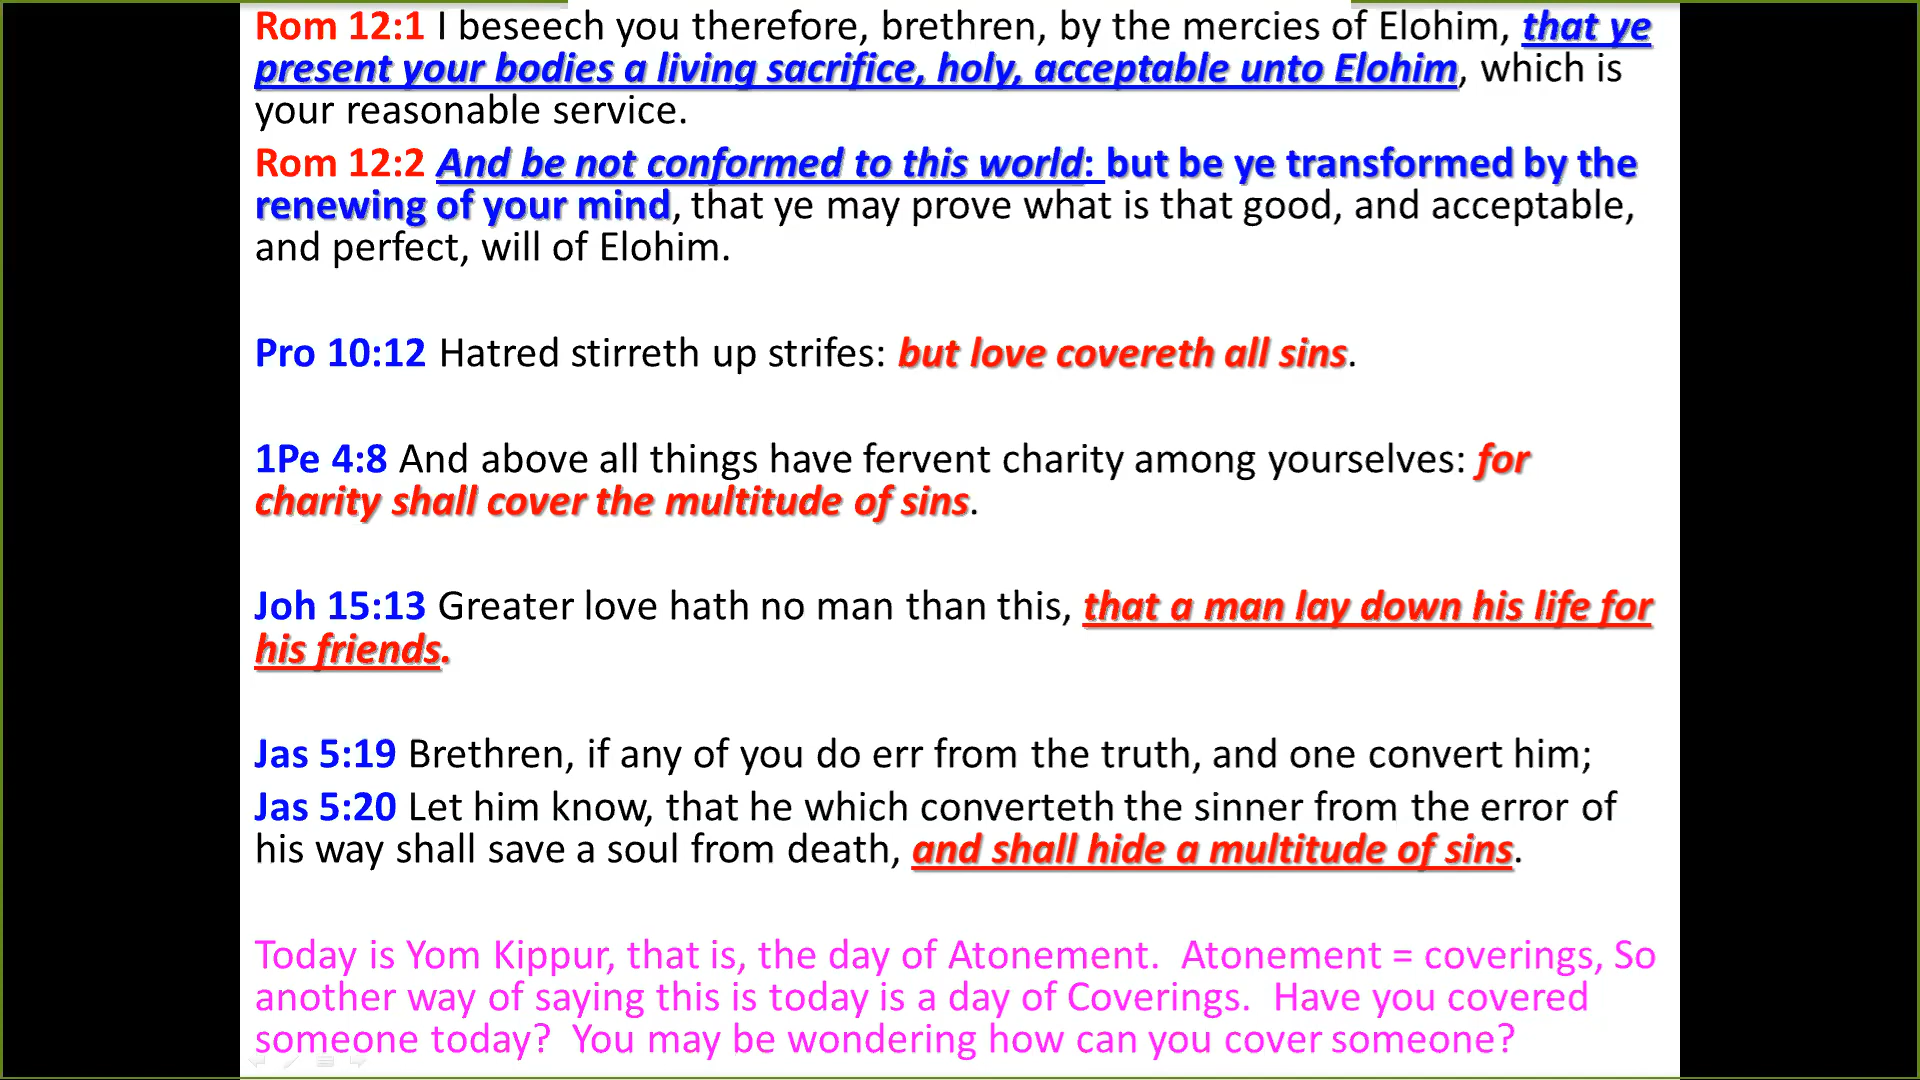 Rom 12:1 I beseech you therefore, brethren, by the mercies of Elohim, that ye
present your bodies a living sacrifice, holy, acceptable unto Elohim, which is
your reasonable service.
Rom 12:2 And be not conformed to this world: but be ye transformed by the
renewing of your mind, that ye may prove what is that good, and acceptable,
and perfect, will of Elohim.
Pro 10:12 Hatred stirreth up strifes: but love covereth all sins.
1Pe 4:8 And above all things have fervent charity among yourselves: for
charity shall cover the multitude of sins.
Joh 15:13 Greater love hath no man than this, that a man lay down his life for
his friends.
Jas 5:19 Brethren, if any of you do err from the truth, and one convert him;
Jas 5:20 Let him know, that he which converteth the sinner from the error of
his way shall save a soul from death, and shall hide a multitude of sins.
Today is Yom Kippur, that is, the day of Atonement.  Atonement = coverings, So
another way of saying this is today is a day of Coverings.  Have you covered
someone today?  You may be wondering how can you cover someone?